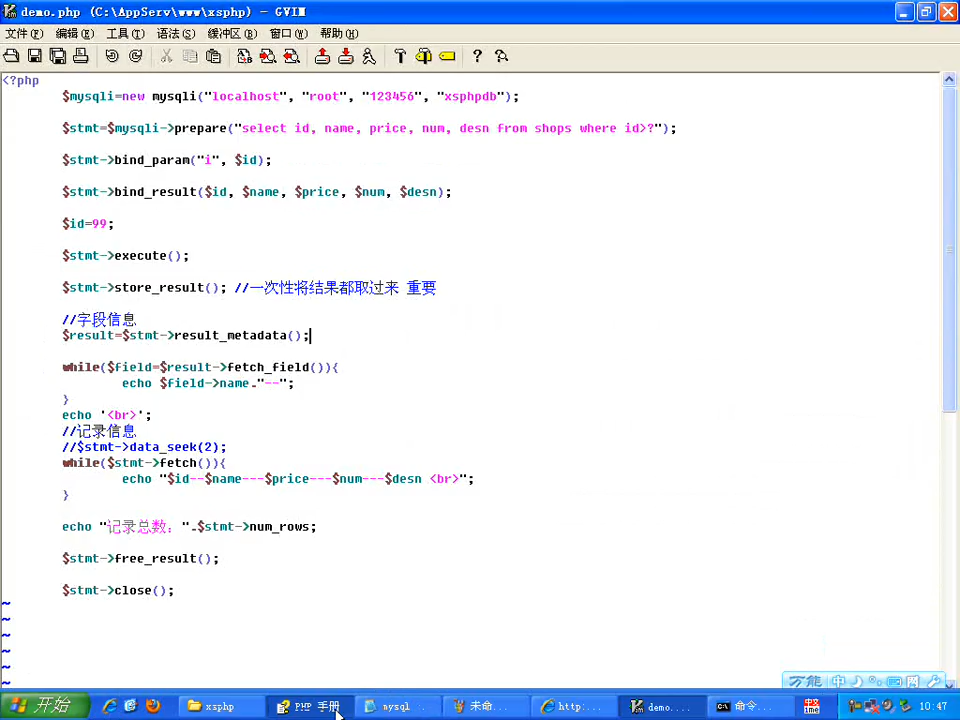 demo.php (C:\AppServ\www\xsphp) - GVIM
文件(F) 编辑(E) 工具(T) 语法(S) 缓冲区(B) 窗口(W) 帮助(H)
<?php
$mysqli=new mysqli("localhost", "root", "123456", "xsphpdb");
$stmt=$mysqli->prepare("select id, name, price, num, desn from shops where id>?");
$stmt->bind_param("i", $id);
$stmt->bind_result($id, $name, $price, $num, $desn);
$id=99;
$stmt->execute();
$stmt->store_result(); //一次性将结果都取过来 重要
//字段信息
$result=$stmt->result_metadata();
while($field=$result->fetch_field()){
echo $field->name."--";
}
echo '<br>';
//记录信息
//$stmt->data_seek(2);
while($stmt->fetch()){
echo "$id--$name---$price---$num---$desn <br>";
}
echo "记录总数：".$stmt->num_rows;
$stmt->free_result();
$stmt->close();
~
~
~
~
~
~
万能 中
开始 xsphp PHP 手册 mysql 未命... http:... demo.... 命令... 10:47